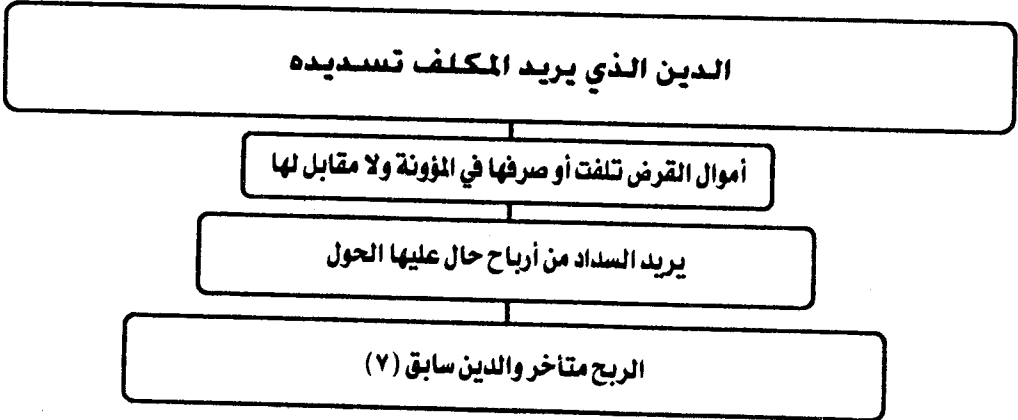 الدين الذي يريد المكلف تسديده
أموال القرض تلفت أو صرفها في المؤونة ولا مقابل لها
يريد السداد من أرباح حال عليها الحول
الربح متأخر والدين سابق (٧)